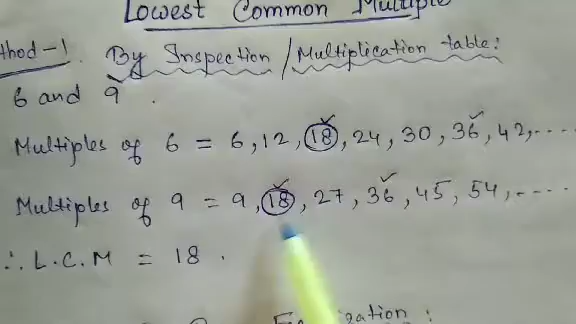 Lowest Common Multiple
thod-1. By Inspection / Multiplication table:
6 and 9.
Multiples of 6 = 6, 12, 18, 24, 30, 36, 42, ....
Multiples of 9 = 9, 18, 27, 36, 45, 54, ....
∴ L.C.M = 18.